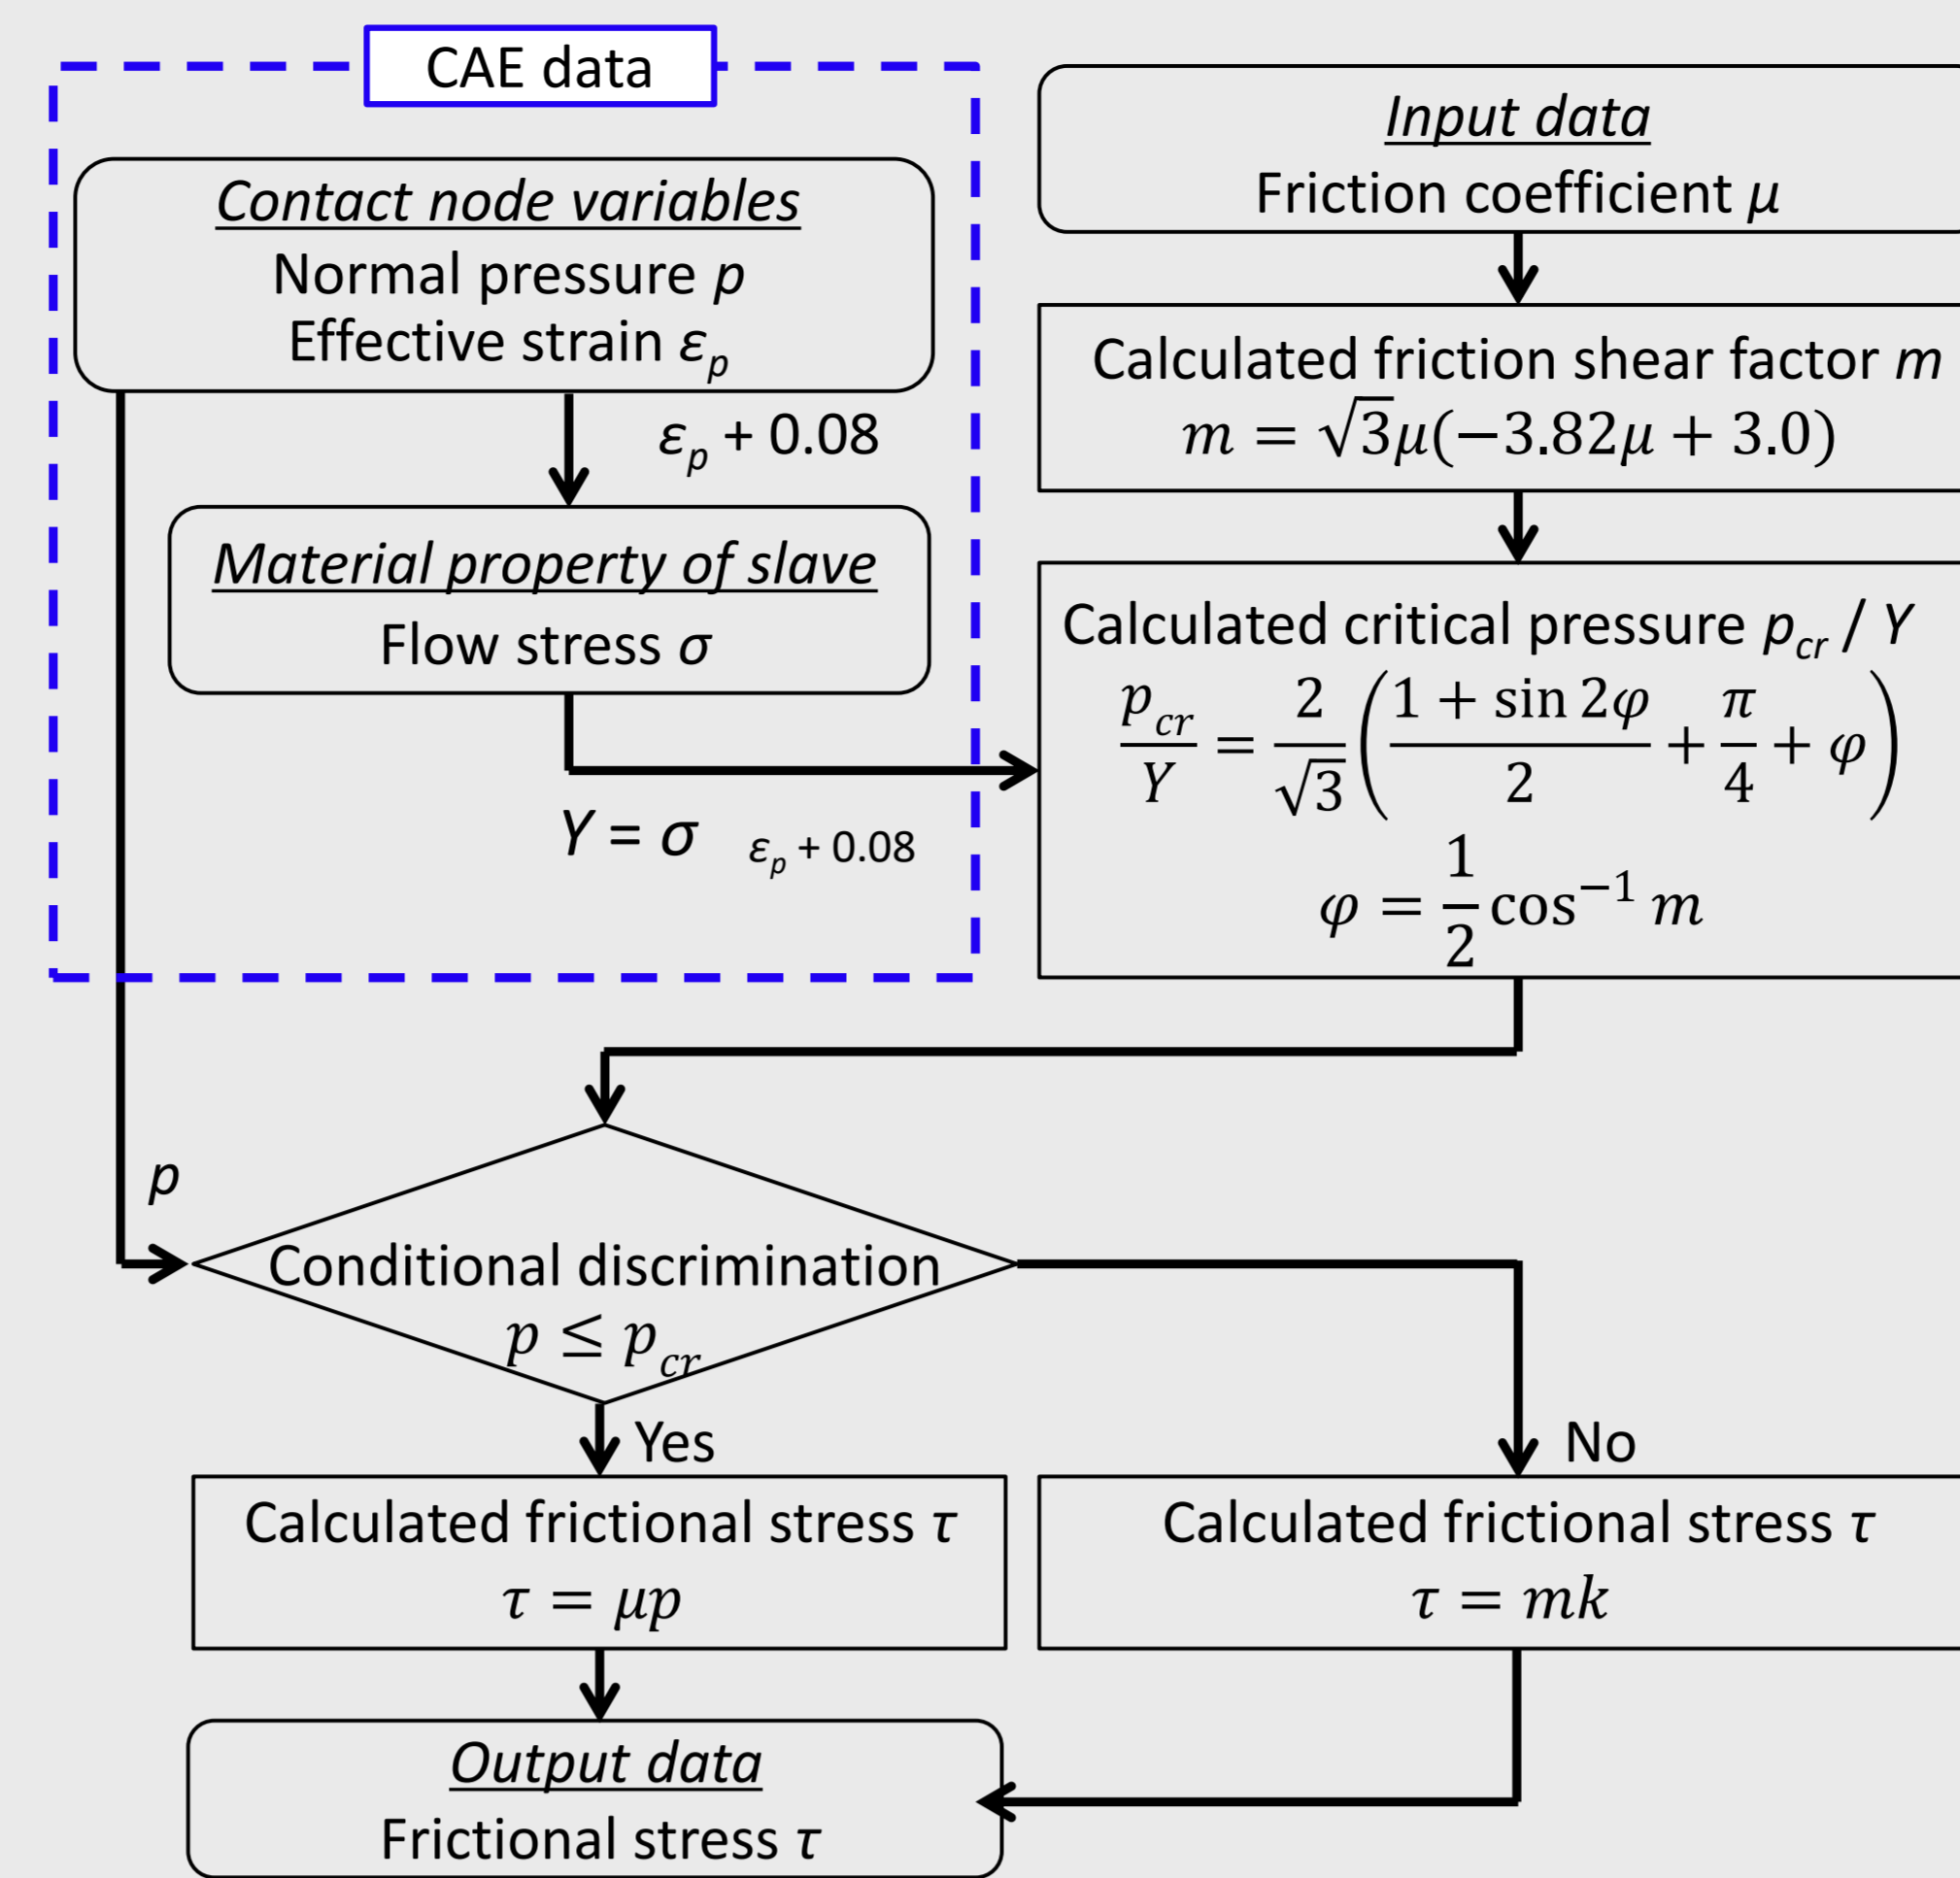 CAE data
Contact node variables
Normal pressure p
Effective strain εp
εp + 0.08
Material property of slave
Flow stress σ
Y = σ εp + 0.08
Input data
Friction coefficient μ
Calculated friction shear factor m
m = √3μ(−3.82μ + 3.0)
Calculated critical pressure pcr / Y
pcr/Y = 2/√3 ((1 + sin 2φ)/2 + π/4 + φ)
φ = 1/2 cos⁻¹ m
p
Conditional discrimination
p ≤ pcr
Yes
No
Calculated frictional stress τ
τ = μp
Calculated frictional stress τ
τ = mk
Output data
Frictional stress τ